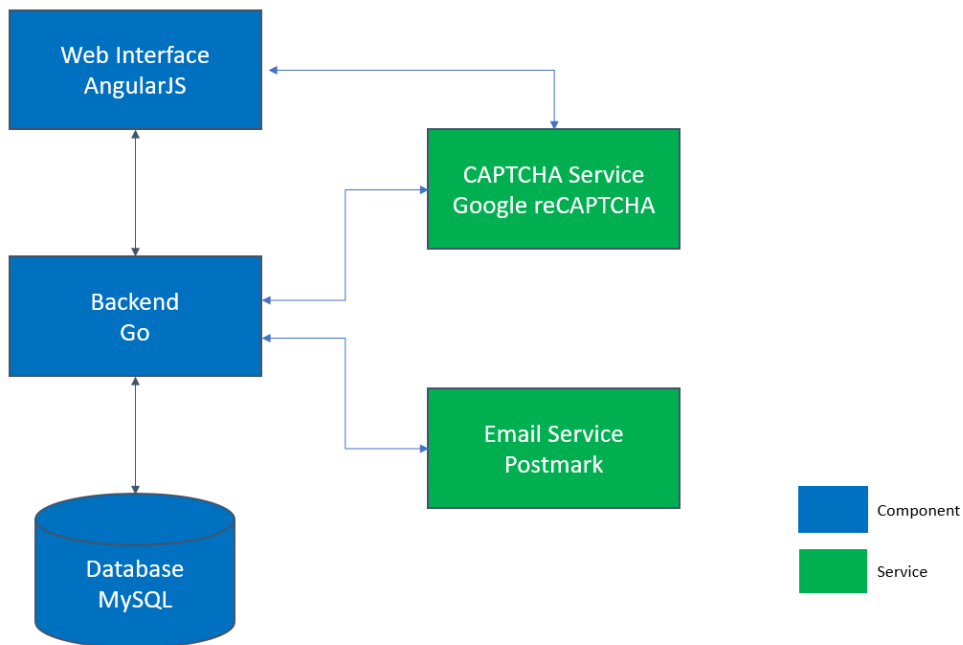 Web Interface
AngularJS
CAPTCHA Service
Google reCAPTCHA
Backend
Go
Email Service
Postmark
Database
MySQL
Component
Service